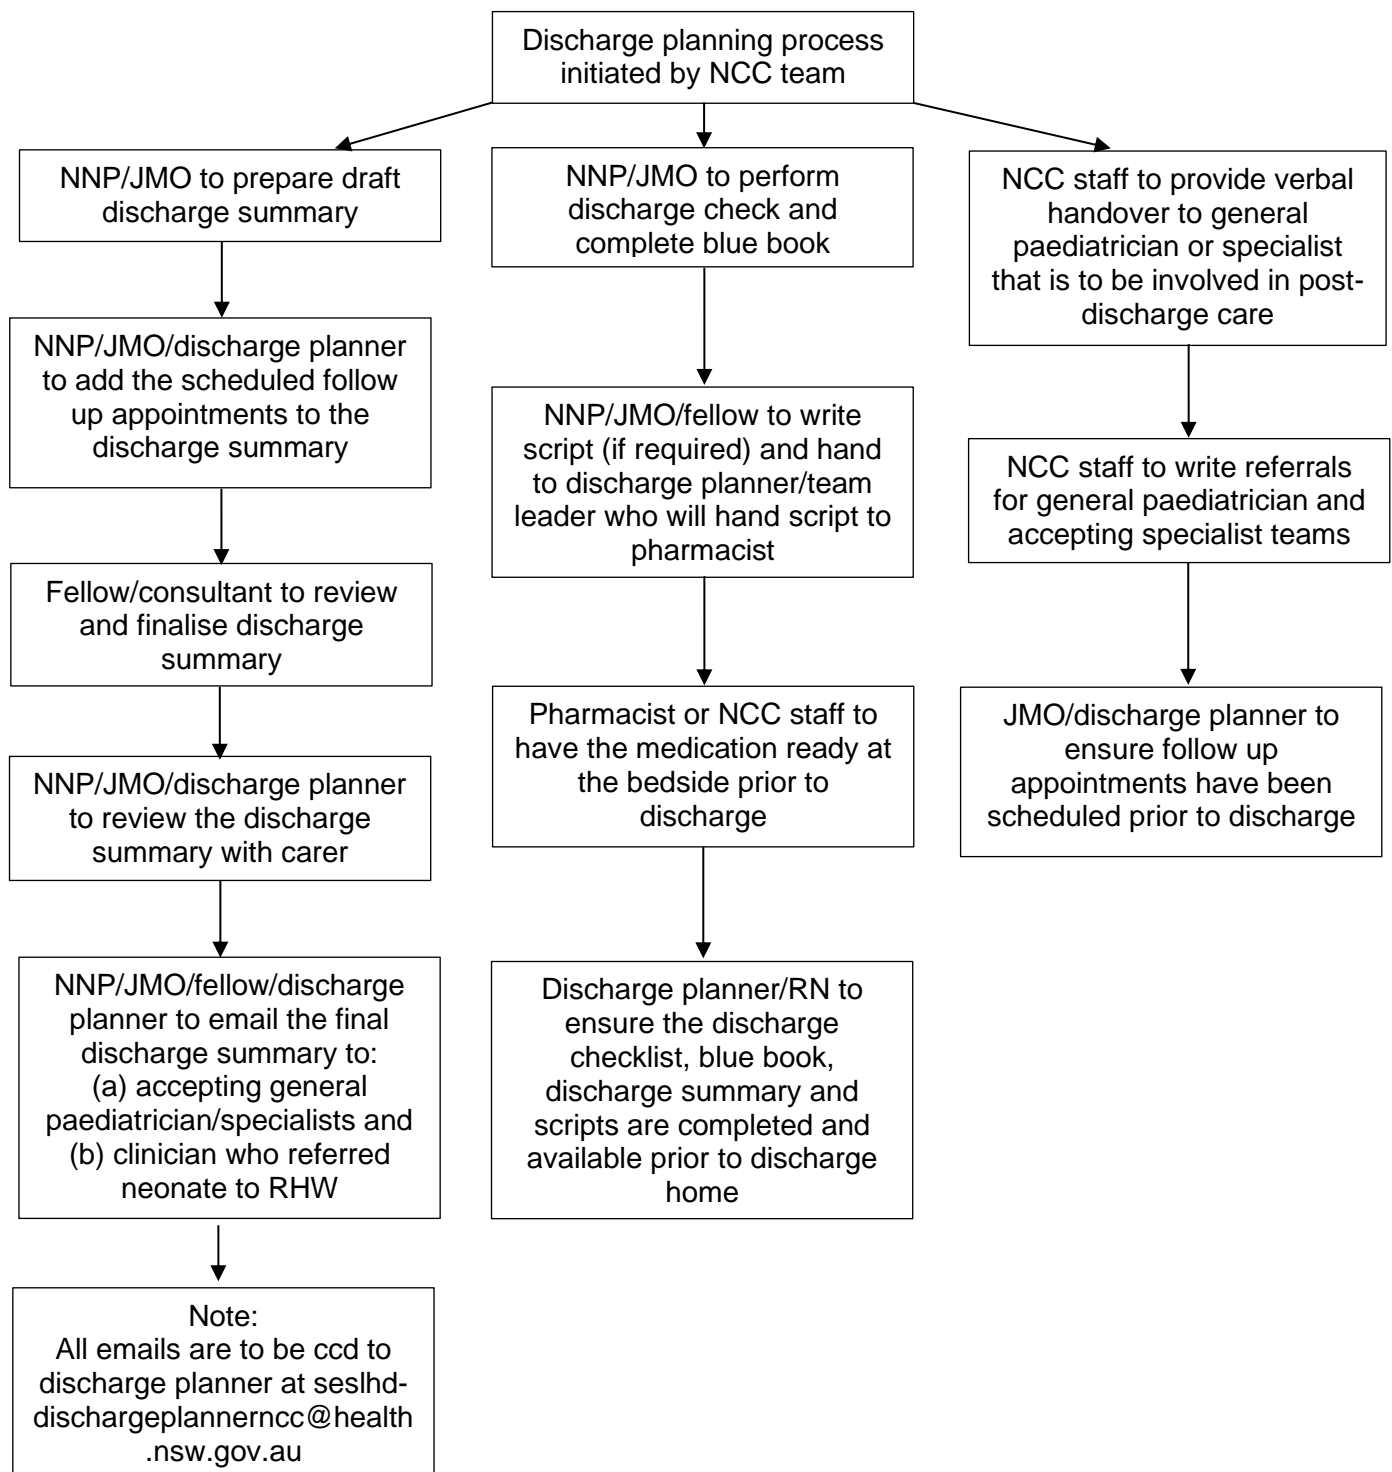 Discharge planning process
initiated by NCC team
NNP/JMO to prepare draft
discharge summary
NNP/JMO/discharge planner
to add the scheduled follow
up appointments to the
discharge summary
Fellow/consultant to review
and finalise discharge
summary
NNP/JMO/discharge planner
to review the discharge
summary with carer
NNP/JMO/fellow/discharge
planner to email the final
discharge summary to:
(a) accepting general
paediatrician/specialists and
(b) clinician who referred
neonate to RHW
Note:
All emails are to be ccd to
discharge planner at seslhd-
dischargeplannerncc@health
.nsw.gov.au
NNP/JMO to perform
discharge check and
complete blue book
NNP/JMO/fellow to write
script (if required) and hand
to discharge planner/team
leader who will hand script to
pharmacist
Pharmacist or NCC staff to
have the medication ready at
the bedside prior to
discharge
Discharge planner/RN to
ensure the discharge
checklist, blue book,
discharge summary and
scripts are completed and
available prior to discharge
home
NCC staff to provide verbal
handover to general
paediatrician or specialist
that is to be involved in post-
discharge care
NCC staff to write referrals
for general paediatrician and
accepting specialist teams
JMO/discharge planner to
ensure follow up
appointments have been
scheduled prior to discharge